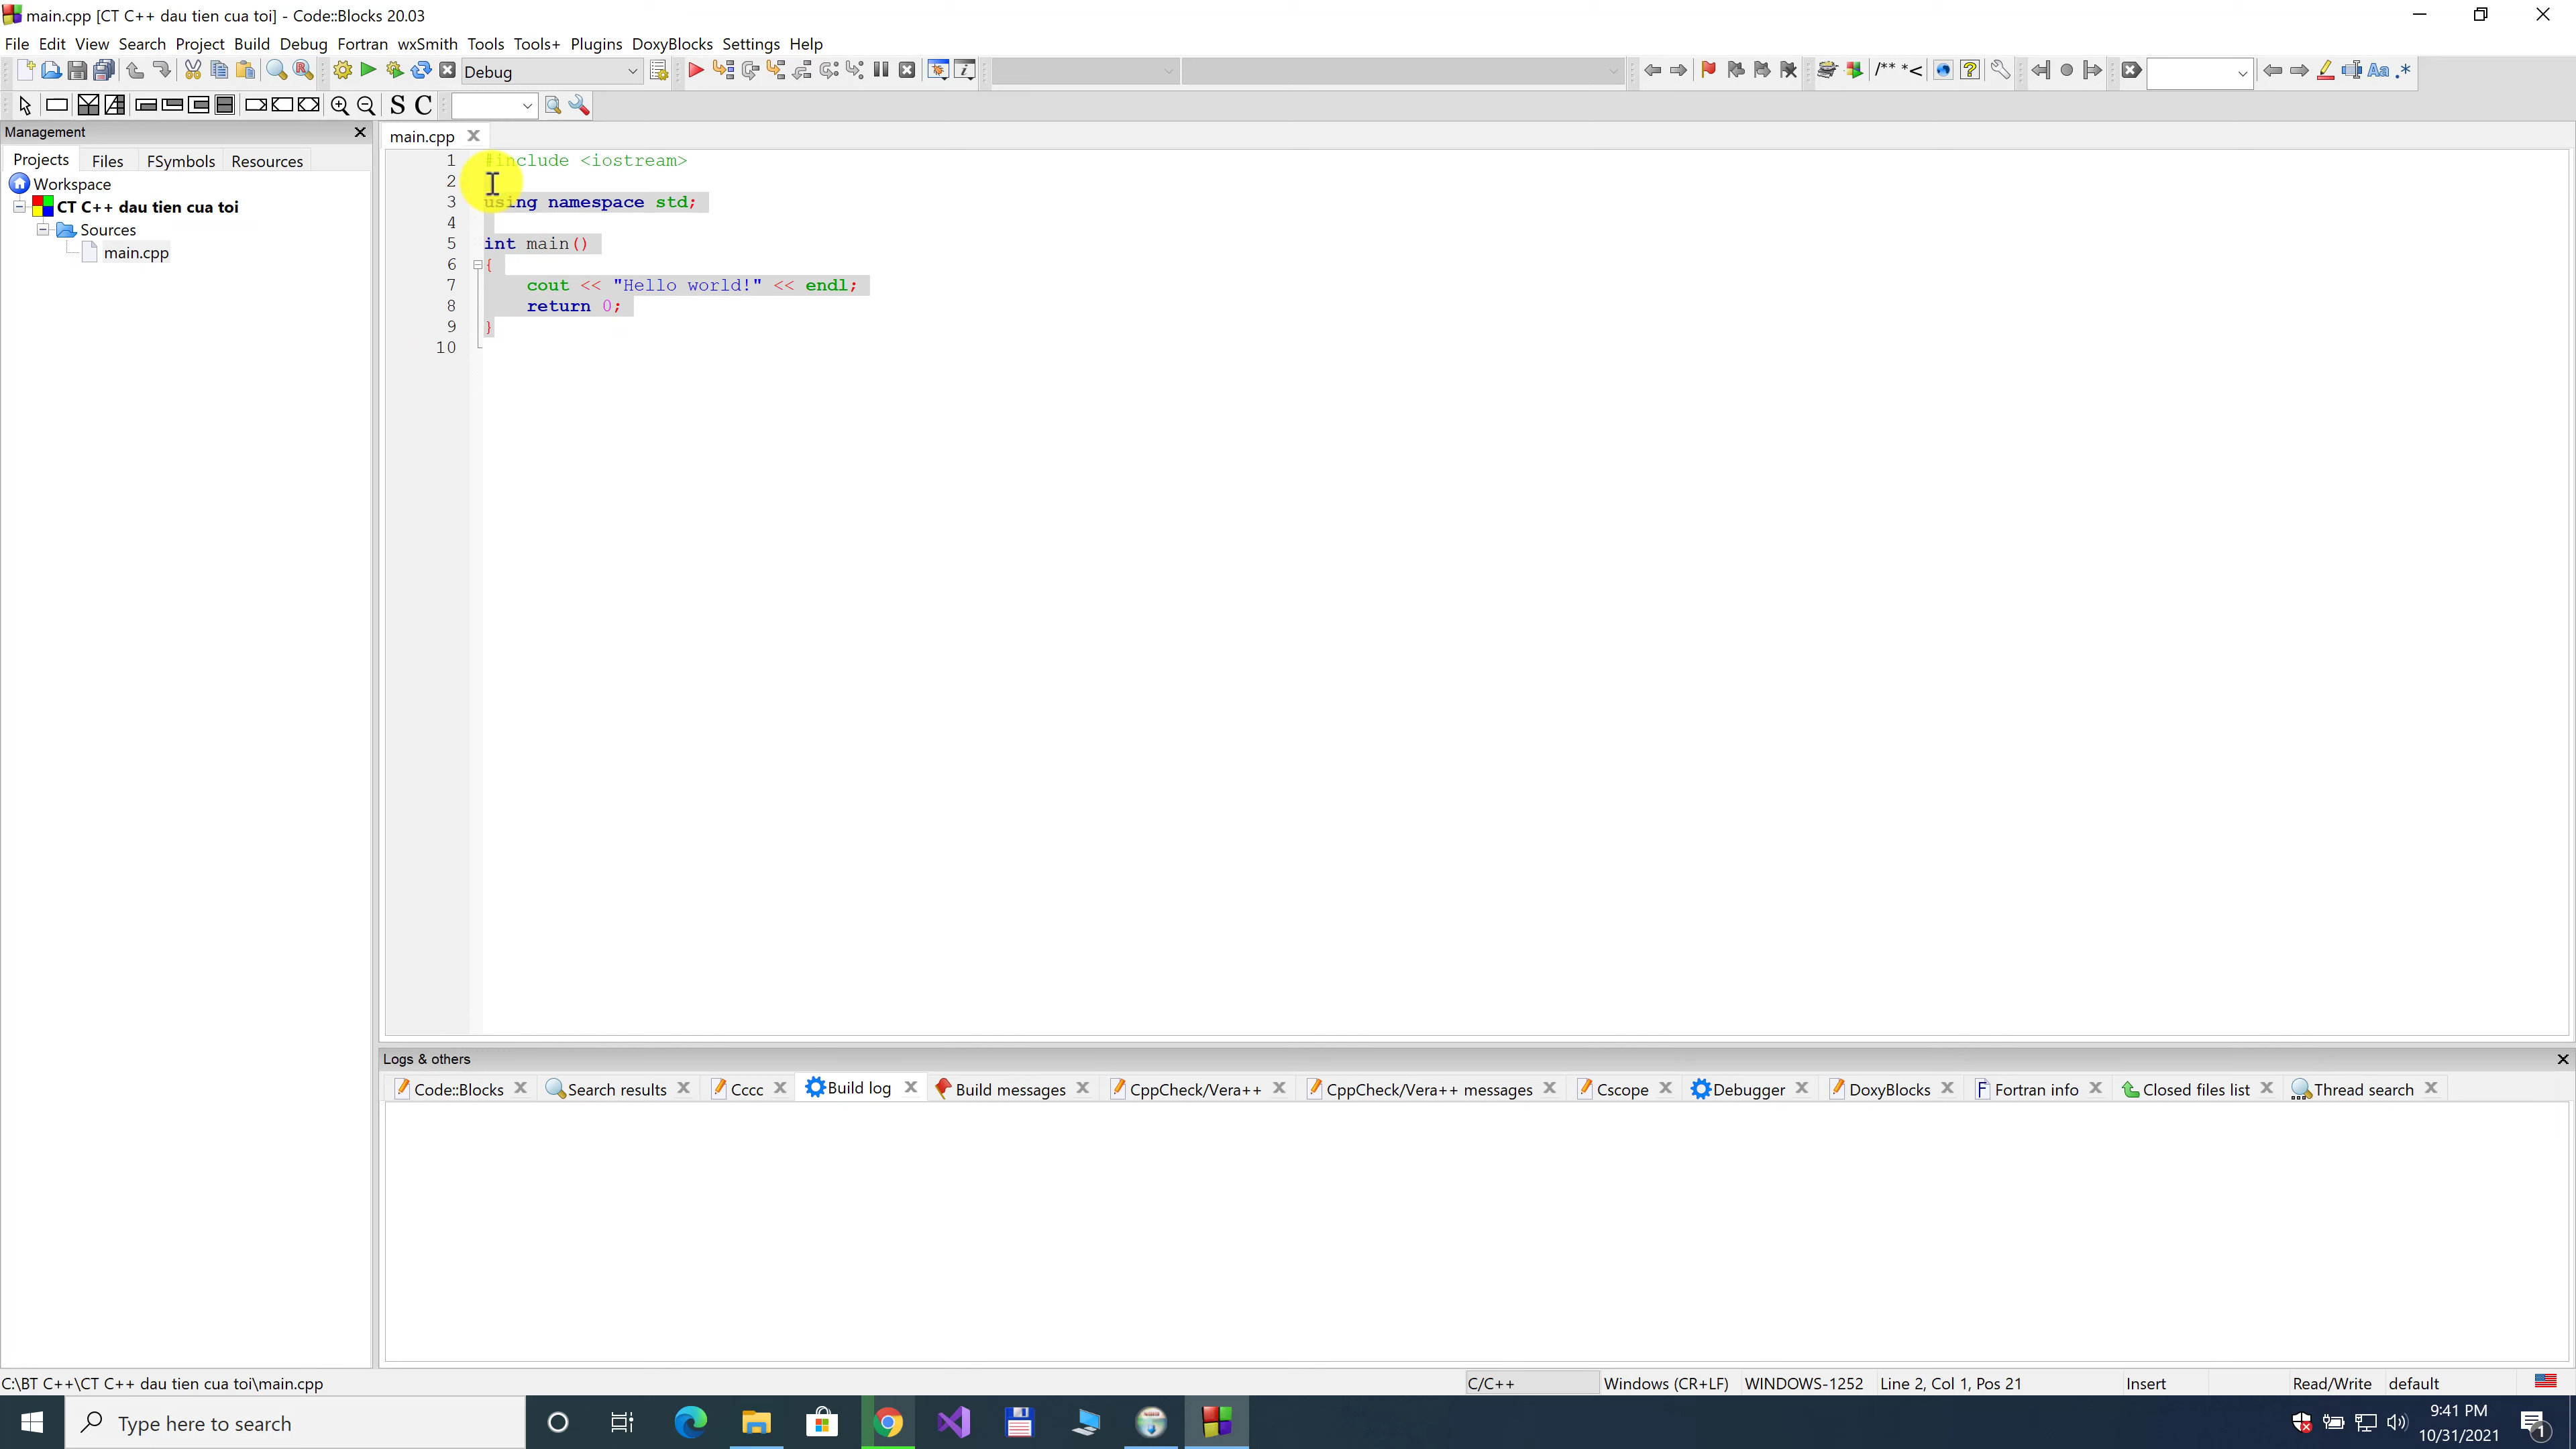 main.cpp [CT C++ dau tien cua toi] - Code::Blocks 20.03
File Edit View Search Project Build Debug Fortran wxSmith Tools Tools+ Plugins DoxyBlocks Settings Help
Debug
/** *< Aa .*
S C
Management
Projects Files FSymbols Resources
Workspace
CT C++ dau tien cua toi
Sources
main.cpp
main.cpp
1 #include <iostream>
2
3 using namespace std;
4
5 int main()
6 {
7 cout << "Hello world!" << endl;
8 return 0;
9 }
10
Logs & others
Code::Blocks Search results Cccc Build log Build messages CppCheck/Vera++ CppCheck/Vera++ messages Cscope Debugger DoxyBlocks Fortran info Closed files list Thread search
C:\BT C++\CT C++ dau tien cua toi\main.cpp C/C++ Windows (CR+LF) WINDOWS-1252 Line 2, Col 1, Pos 21 Insert Read/Write default
Type here to search
9:41 PM
10/31/2021
1